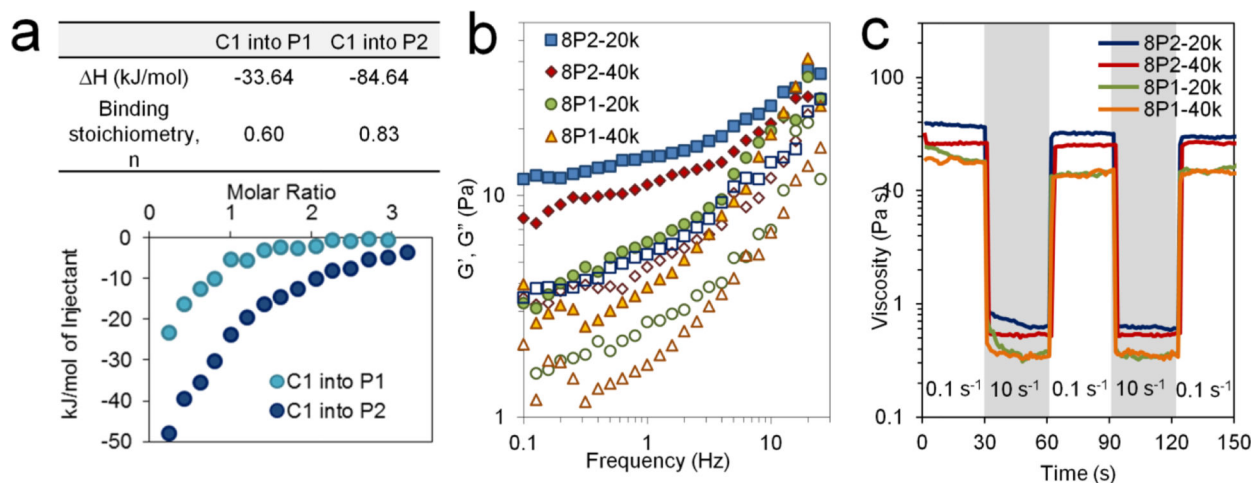 a
C1 into P1 C1 into P2
ΔH (kJ/mol) -33.64 -84.64
Binding
stoichiometry, 0.60 0.83
n
Molar Ratio
0 1 2 3
0
-10
-20
-30
-40
-50
kJ/mol of Injectant
C1 into P1
C1 into P2
b
8P2-20k
8P2-40k
8P1-20k
8P1-40k
G', G" (Pa)
10
1
0.1 1 10
Frequency (Hz)
c
8P2-20k
8P2-40k
8P1-20k
8P1-40k
Viscosity (Pa s)
100
10
1
0.1
0.1 s⁻¹ 10 s⁻¹ 0.1 s⁻¹ 10 s⁻¹ 0.1 s⁻¹
0 30 60 90 120 150
Time (s)